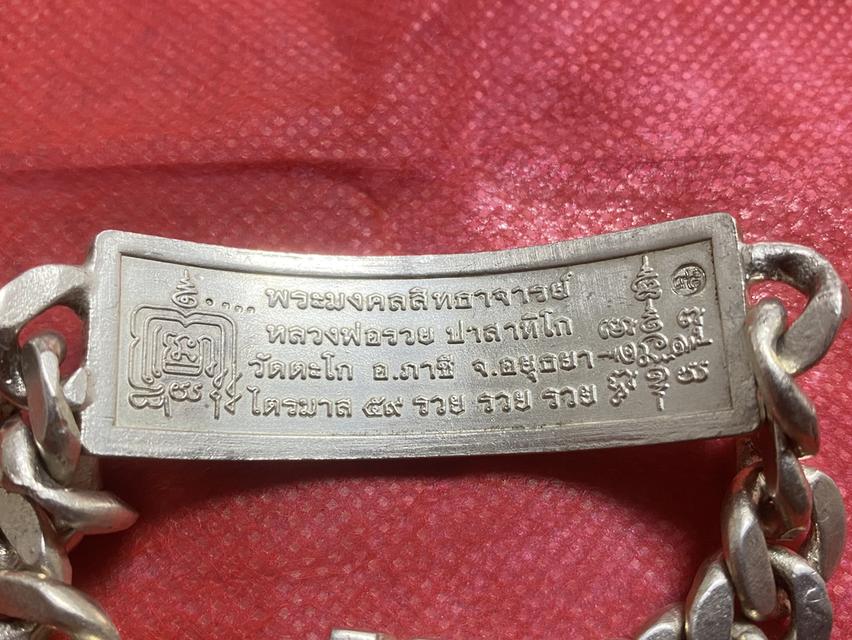 พระมงคลสิทธาจารย์
หลวงพ่อรวย ปาสาทิโก
วัดตะโก อ.ภาชี จ.อยุธยา
ไตรมาส ๕๙ รวย รวย รวย